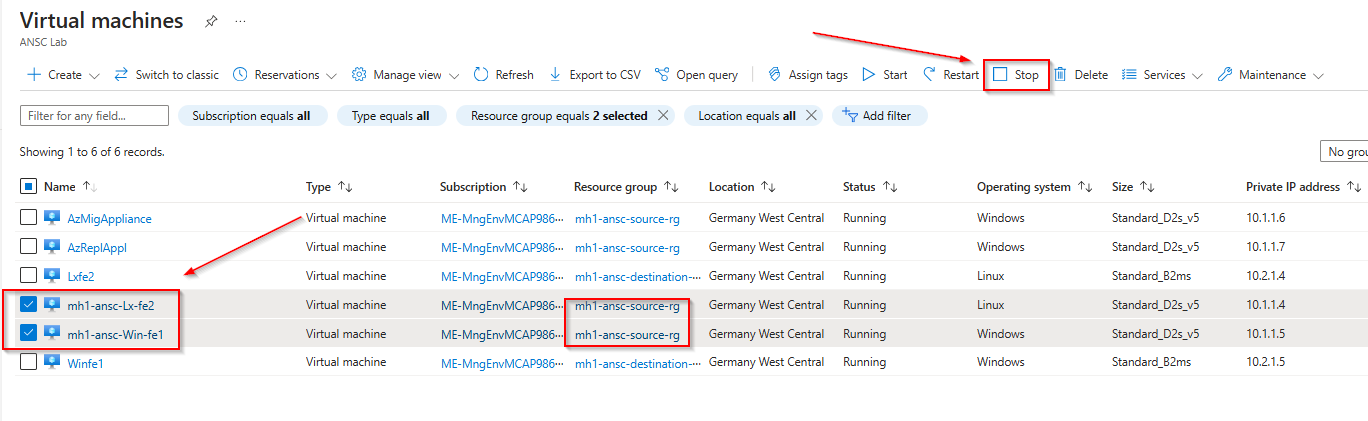 Virtual machines ...
ANSC Lab
Create Switch to classic Reservations Manage view Refresh Export to CSV Open query Assign tags Start Restart Stop Delete Services Maintenance
Filter for any field... Subscription equals all Type equals all Resource group equals 2 selected Location equals all Add filter
Showing 1 to 6 of 6 records. No grou
Name Type Subscription Resource group Location Status Operating system Size Private IP address
AzMigAppliance Virtual machine ME-MngEnvMCAP986... mh1-ansc-source-rg Germany West Central Running Windows Standard_D2s_v5 10.1.1.6
AzReplAppl Virtual machine ME-MngEnvMCAP986... mh1-ansc-source-rg Germany West Central Running Windows Standard_D2s_v5 10.1.1.7
Lxfe2 Virtual machine ME-MngEnvMCAP986... mh1-ansc-destination-... Germany West Central Running Linux Standard_B2ms 10.2.1.4
mh1-ansc-Lx-fe2 Virtual machine ME-MngEnvMCAP986... mh1-ansc-source-rg Germany West Central Running Linux Standard_D2s_v5 10.1.1.4
mh1-ansc-Win-fe1 Virtual machine ME-MngEnvMCAP986... mh1-ansc-source-rg Germany West Central Running Windows Standard_D2s_v5 10.1.1.5
Winfe1 Virtual machine ME-MngEnvMCAP986... mh1-ansc-destination-... Germany West Central Running Windows Standard_B2ms 10.2.1.5